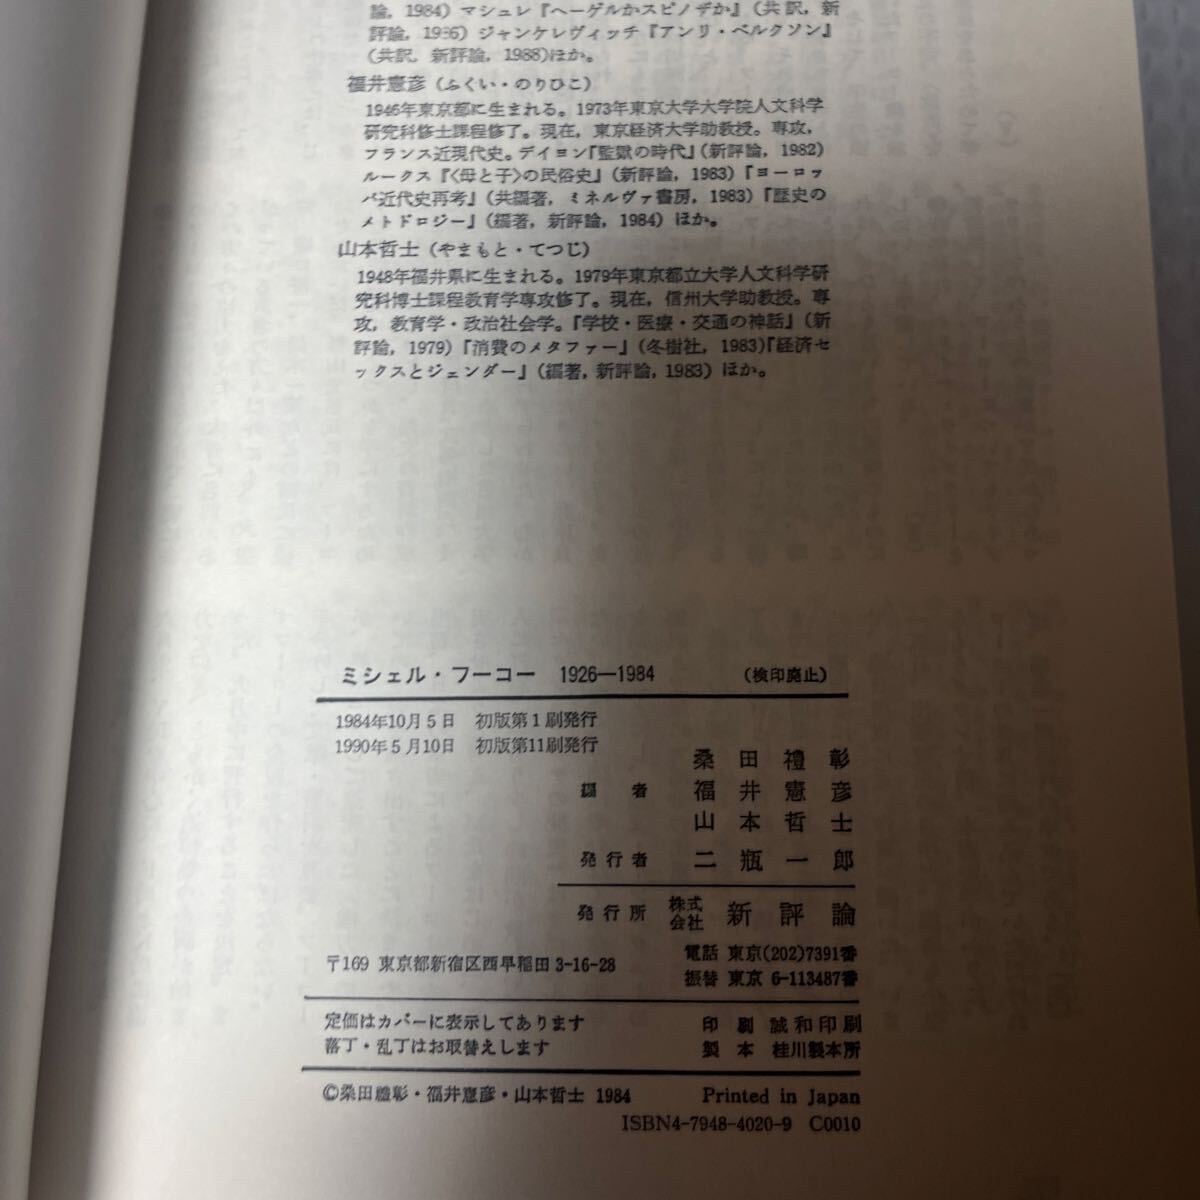 論，1984）マシュレ『ヘーゲルかスピノザか』（共訳，新
評論，1986）ジャンケレヴィッチ『アンリ・ベルクソン』
（共訳，新評論，1988)ほか。
福井憲彦（ふくい・のりひこ）
1946年東京都に生まれる。1973年東京大学大学院人文科学
研究科修士課程修了。現在，東京経済大学助教授。専攻，
フランス近現代史。デイヨン『監獄の時代』（新評論，1982）
ルークス『〈母と子〉の民俗史』（新評論，1983）『ヨーロッ
パ近代史再考』（共編著，ミネルヴァ書房，1983）『歴史の
メトドロジー』（編著，新評論，1984）ほか。
山本哲士（やまもと・てつじ）
1948年福井県に生まれる。1979年東京都立大学人文科学研
究科博士課程教育学専攻修了。現在，信州大学助教授。専
攻，教育学・政治社会学。『学校・医療・交通の神話』（新
評論，1979）『消費のメタファー』（冬樹社，1983）『経済セ
ックスとジェンダー』（編著，新評論，1983）ほか。
ミシェル・フーコー 1926―1984 （検印廃止）
1984年10月5日 初版第1刷発行
1990年5月10日 初版第11刷発行
桑田禮彰
編者 福井憲彦
山本哲士
発行者 二瓶一郎
発行所 株式会社 新評論
〒169 東京都新宿区西早稲田3-16-28
電話 東京(202)7391番
振替 東京 6-113487番
定価はカバーに表示してあります
落丁・乱丁はお取替えします
印刷 誠和印刷
製本 桂川製本所
©桑田禮彰・福井憲彦・山本哲士 1984 Printed in Japan
ISBN4-7948-4020-9 C0010